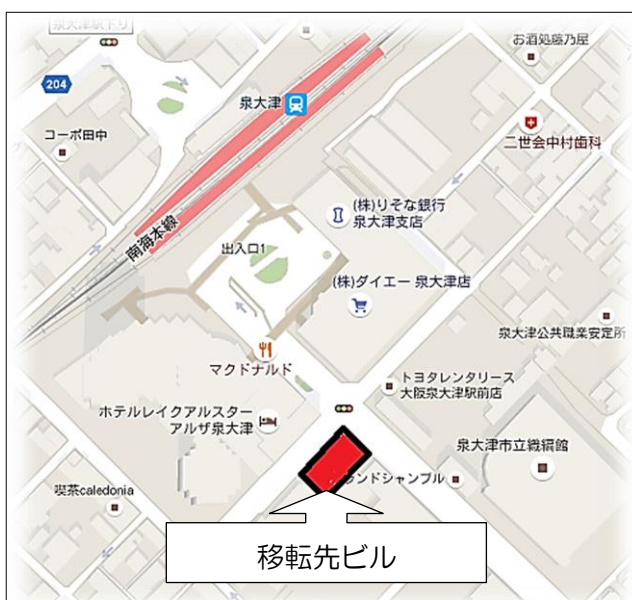 泉大津駅下り
お酒処藤乃屋
204
泉大津
コーポ田中
二世会中村歯科
(株)りそな銀行
泉大津支店
南海本線
出入口1
(株)ダイエー 泉大津店
泉大津公共職業安定所
マクドナルド
トヨタレンタリース
大阪泉大津駅前店
ホテルレイクアルスター
アルザ泉大津
泉大津市立織編館
ランドシャンブル
喫茶caledonia
移転先ビル